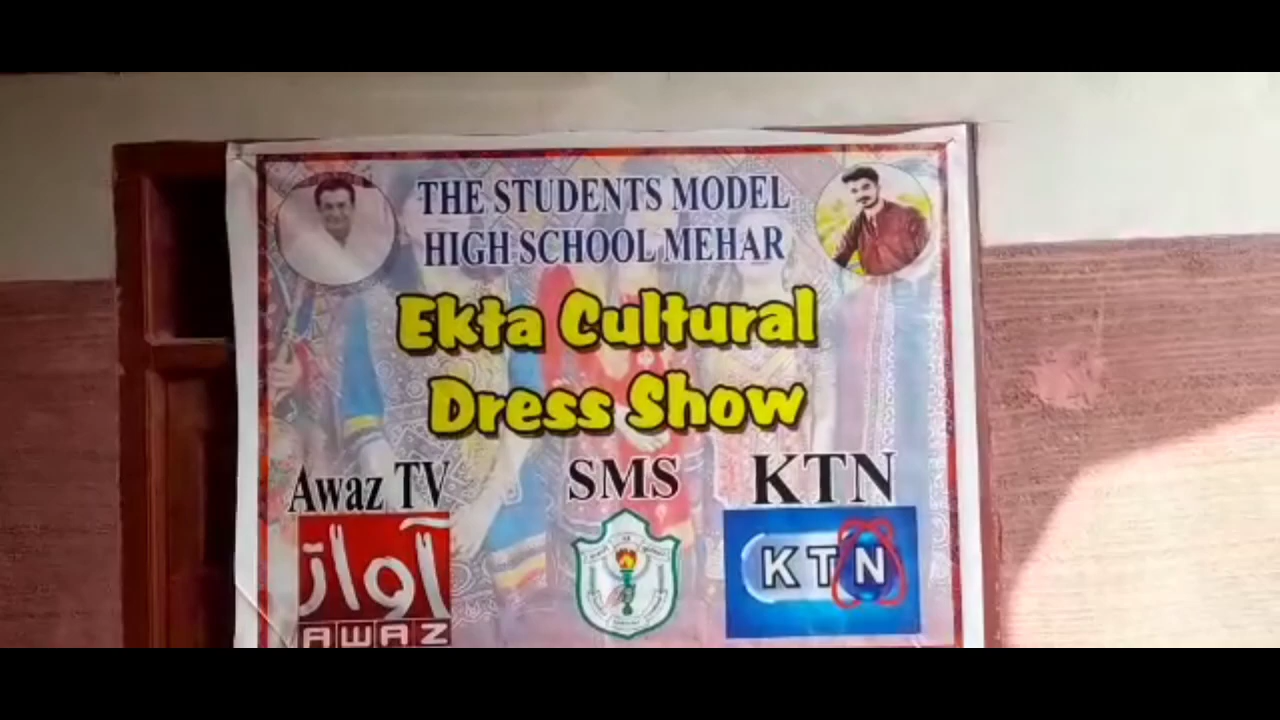 THE STUDENTS MODEL
HIGH SCHOOL MEHAR
Ekta Cultural
Dress Show
Awaz TV
SMS
KTN
آواز
AWAZ
KTN